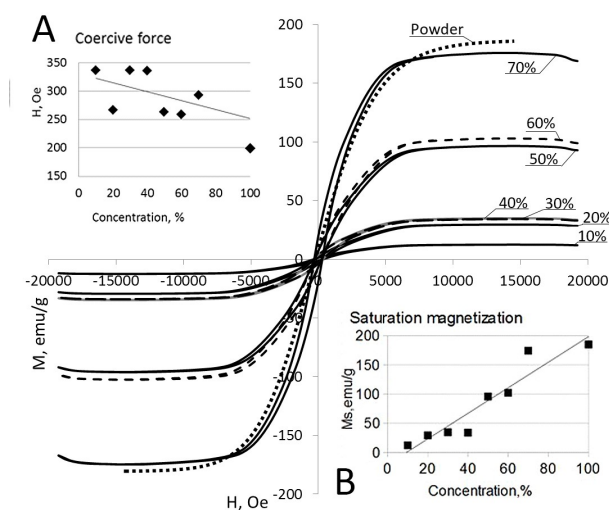 A
Coercive force
350
300
250
200
150
H, Oe
0 20 40 60 80 100
Concentration, %
200
150
100
50
0
-50
-100
-150
-200
Powder
70%
60%
50%
40% 30%
20%
10%
-20000 -15000 -10000 -5000 0 5000 10000 15000 20000
M, emu/g
H, Oe
Saturation magnetization
200
150
100
50
0
Ms,emu/g
0 20 40 60 80 100
Concentration,%
B